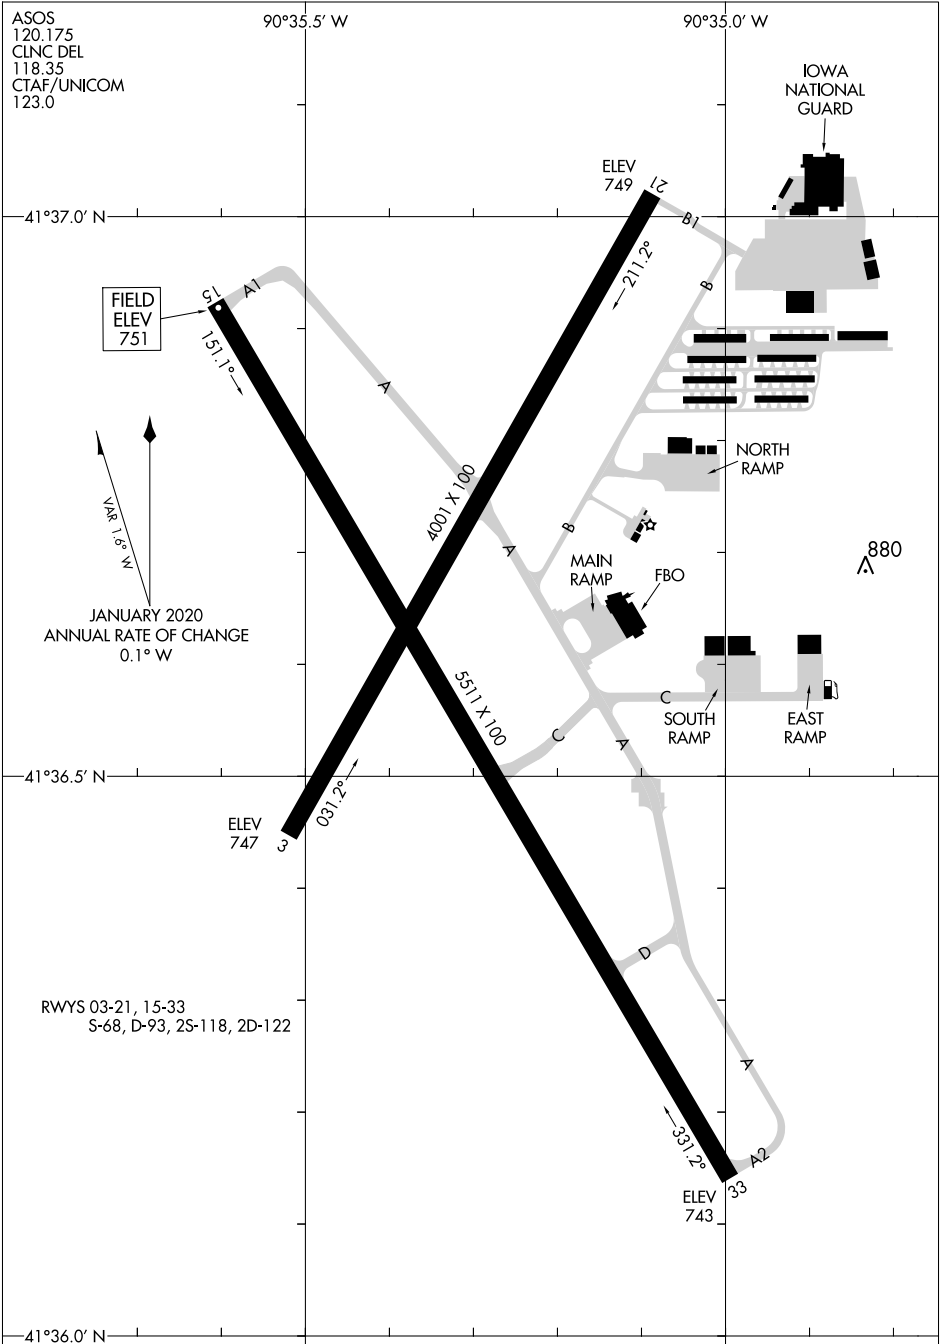 ASOS
120.175
CLNC DEL
118.35
CTAF/UNICOM
123.0
90°35.5' W
90°35.0' W
IOWA
NATIONAL
GUARD
ELEV
749
21
41°37.0' N
B1
211.2°
B
15
A1
FIELD
ELEV
751
151.1°
A
VAR 1.6° W
JANUARY 2020
ANNUAL RATE OF CHANGE
0.1° W
4001 X 100
A
B
NORTH
RAMP
MAIN
RAMP
FBO
880
5511 X 100
C
C
A
SOUTH
RAMP
EAST
RAMP
41°36.5' N
031.2°
ELEV
747
3
D
RWYS 03-21, 15-33
S-68, D-93, 2S-118, 2D-122
A
331.2°
A2
33
ELEV
743
41°36.0' N